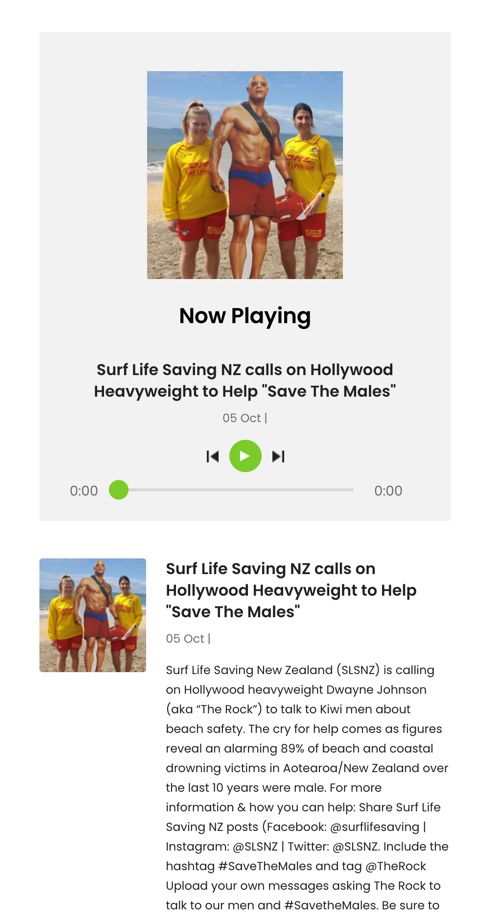 Now Playing
Surf Life Saving NZ calls on Hollywood
Heavyweight to Help "Save The Males"
05 Oct |
0:00
0:00
Surf Life Saving NZ calls on
Hollywood Heavyweight to Help
"Save The Males"
05 Oct |
Surf Life Saving New Zealand (SLSNZ) is calling
on Hollywood heavyweight Dwayne Johnson
(aka “The Rock”) to talk to Kiwi men about
beach safety. The cry for help comes as figures
reveal an alarming 89% of beach and coastal
drowning victims in Aotearoa/New Zealand over
the last 10 years were male. For more
information & how you can help: Share Surf Life
Saving NZ posts (Facebook: @surflifesaving |
Instagram: @SLSNZ | Twitter: @SLSNZ. Include the
hashtag #SaveTheMales and tag @TheRock
Upload your own messages asking The Rock to
talk to our men and #SavetheMales. Be sure to